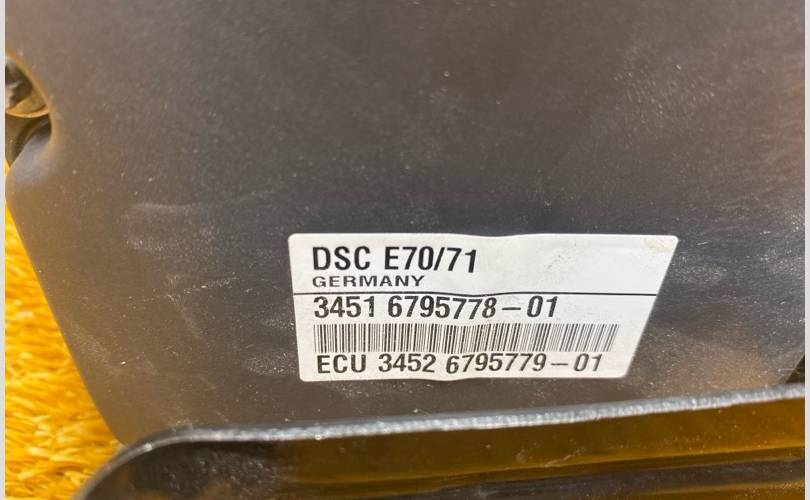 DSC E70/71
GERMANY
3451 6795778-01
ECU 3452 6795779-01